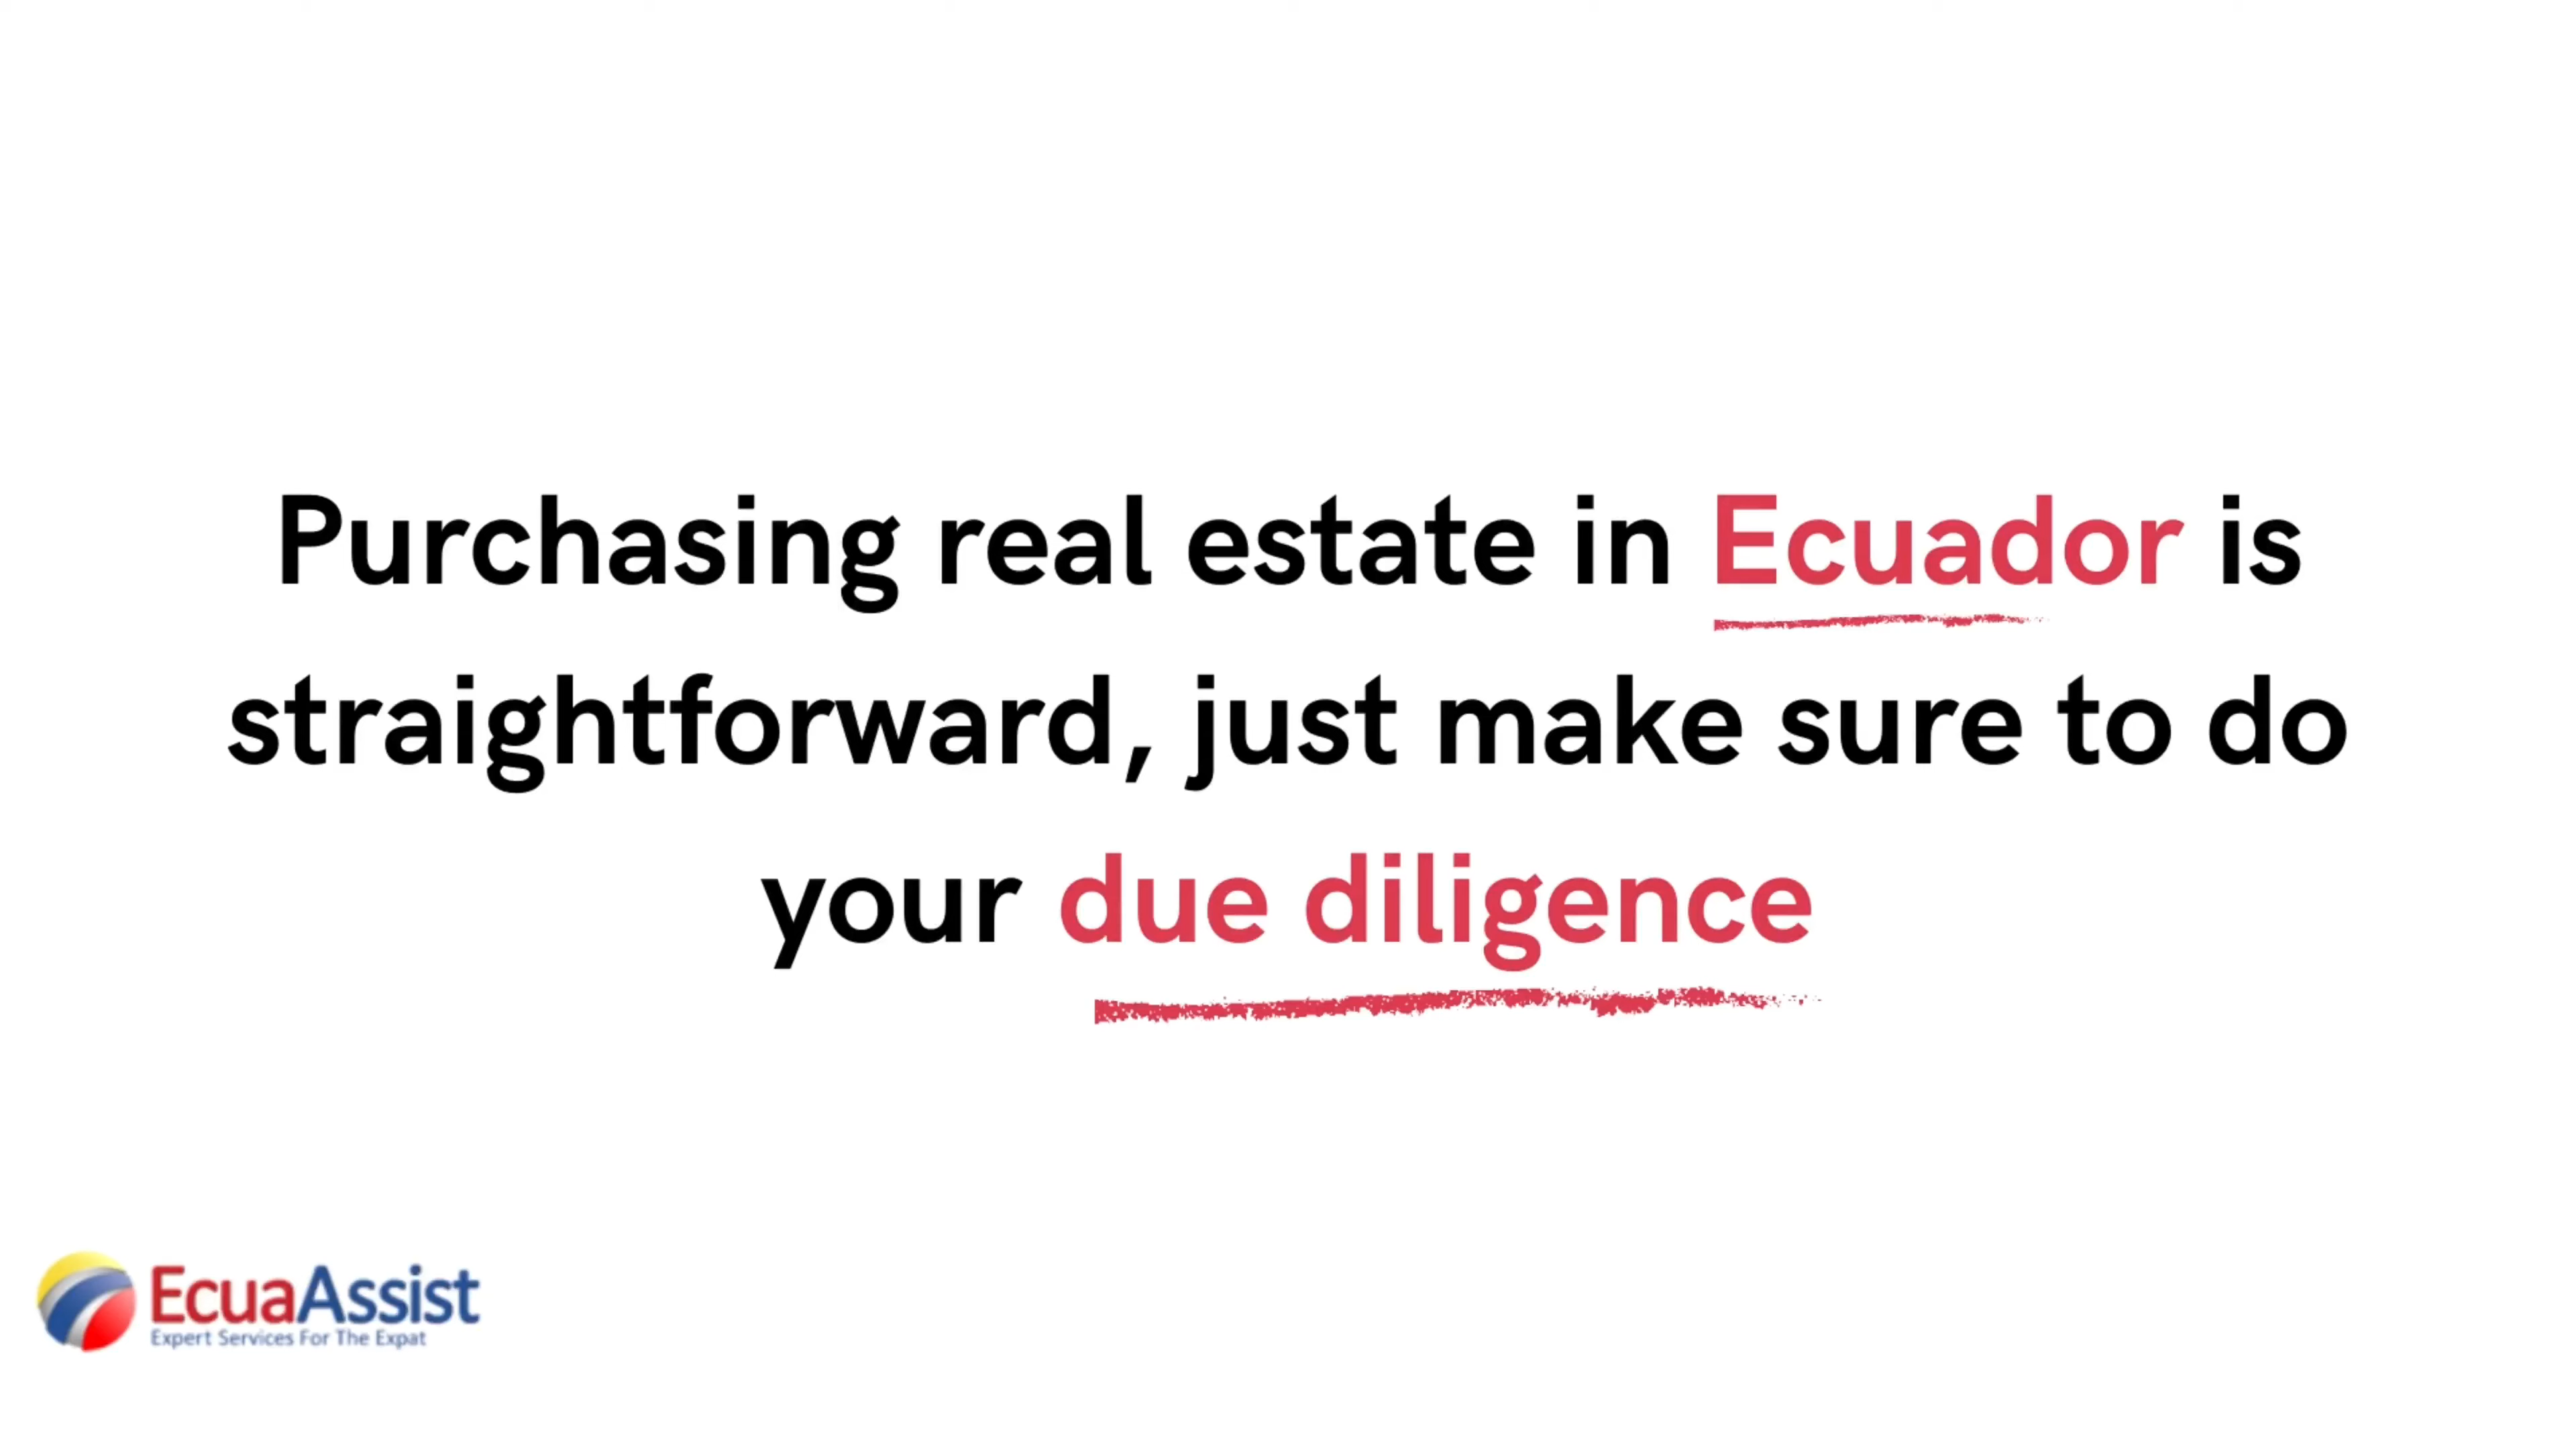 Purchasing real estate in Ecuador is
straightforward, just make sure to do
your due diligence
EcuaAssist
Expert Services For The Expat